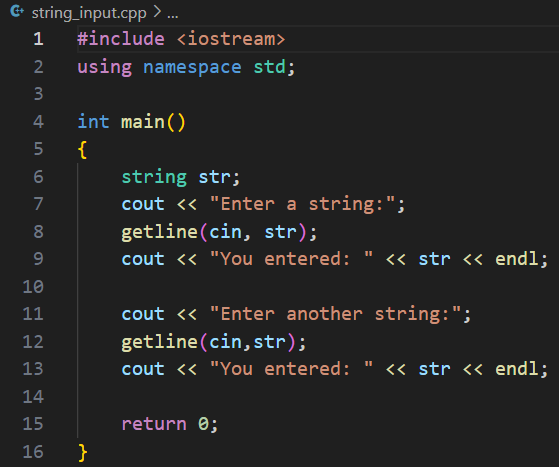 string_input.cpp > ...
1 #include <iostream>
2 using namespace std;
3
4 int main()
5 {
6     string str;
7     cout << "Enter a string:";
8     getline(cin, str);
9     cout << "You entered: " << str << endl;
10
11     cout << "Enter another string:";
12     getline(cin,str);
13     cout << "You entered: " << str << endl;
14
15     return 0;
16 }